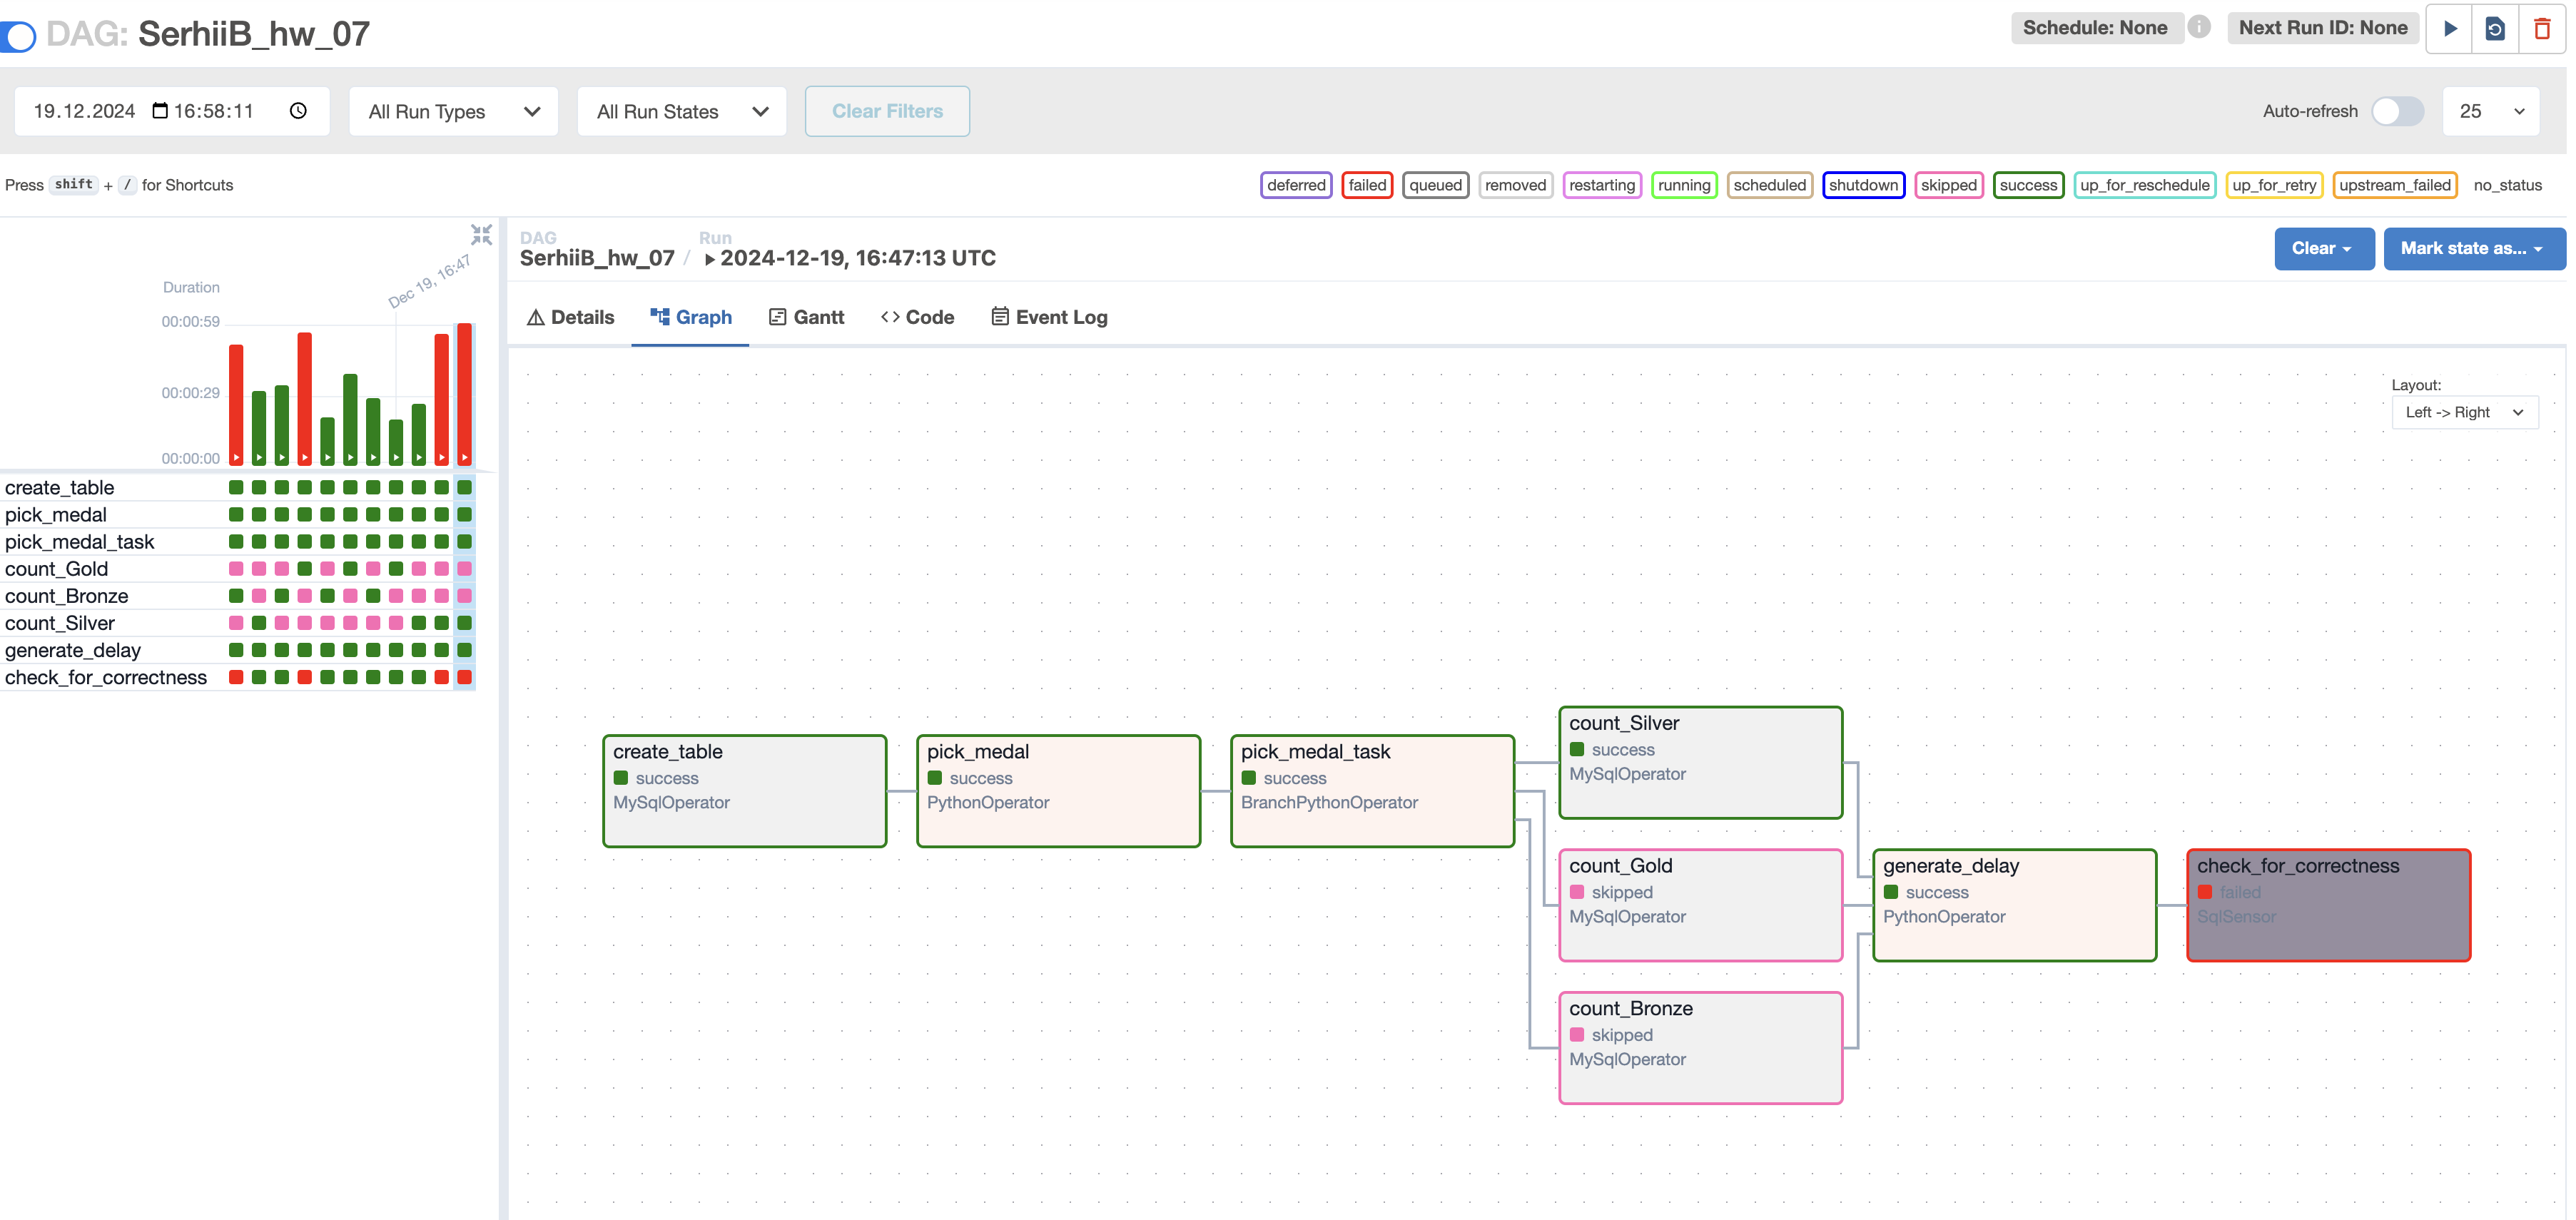 DAG: SerhiiB_hw_07
Schedule: None
Next Run ID: None
19.12.2024 16:58:11
All Run Types
All Run States
Clear Filters
Auto-refresh
25
Press shift + / for Shortcuts
deferred failed queued removed restarting running scheduled shutdown skipped success up_for_reschedule up_for_retry upstream_failed no_status
DAG
SerhiiB_hw_07 /
Run
2024-12-19, 16:47:13 UTC
Clear
Mark state as...
Details
Graph
Gantt
Code
Event Log
Duration
Dec 19, 16:47
00:00:59
00:00:29
00:00:00
create_table
pick_medal
pick_medal_task
count_Gold
count_Bronze
count_Silver
generate_delay
check_for_correctness
Layout:
Left -> Right
create_table
success
MySqlOperator
pick_medal
success
PythonOperator
pick_medal_task
success
BranchPythonOperator
count_Silver
success
MySqlOperator
count_Gold
skipped
MySqlOperator
count_Bronze
skipped
MySqlOperator
generate_delay
success
PythonOperator
check_for_correctness
failed
SqlSensor